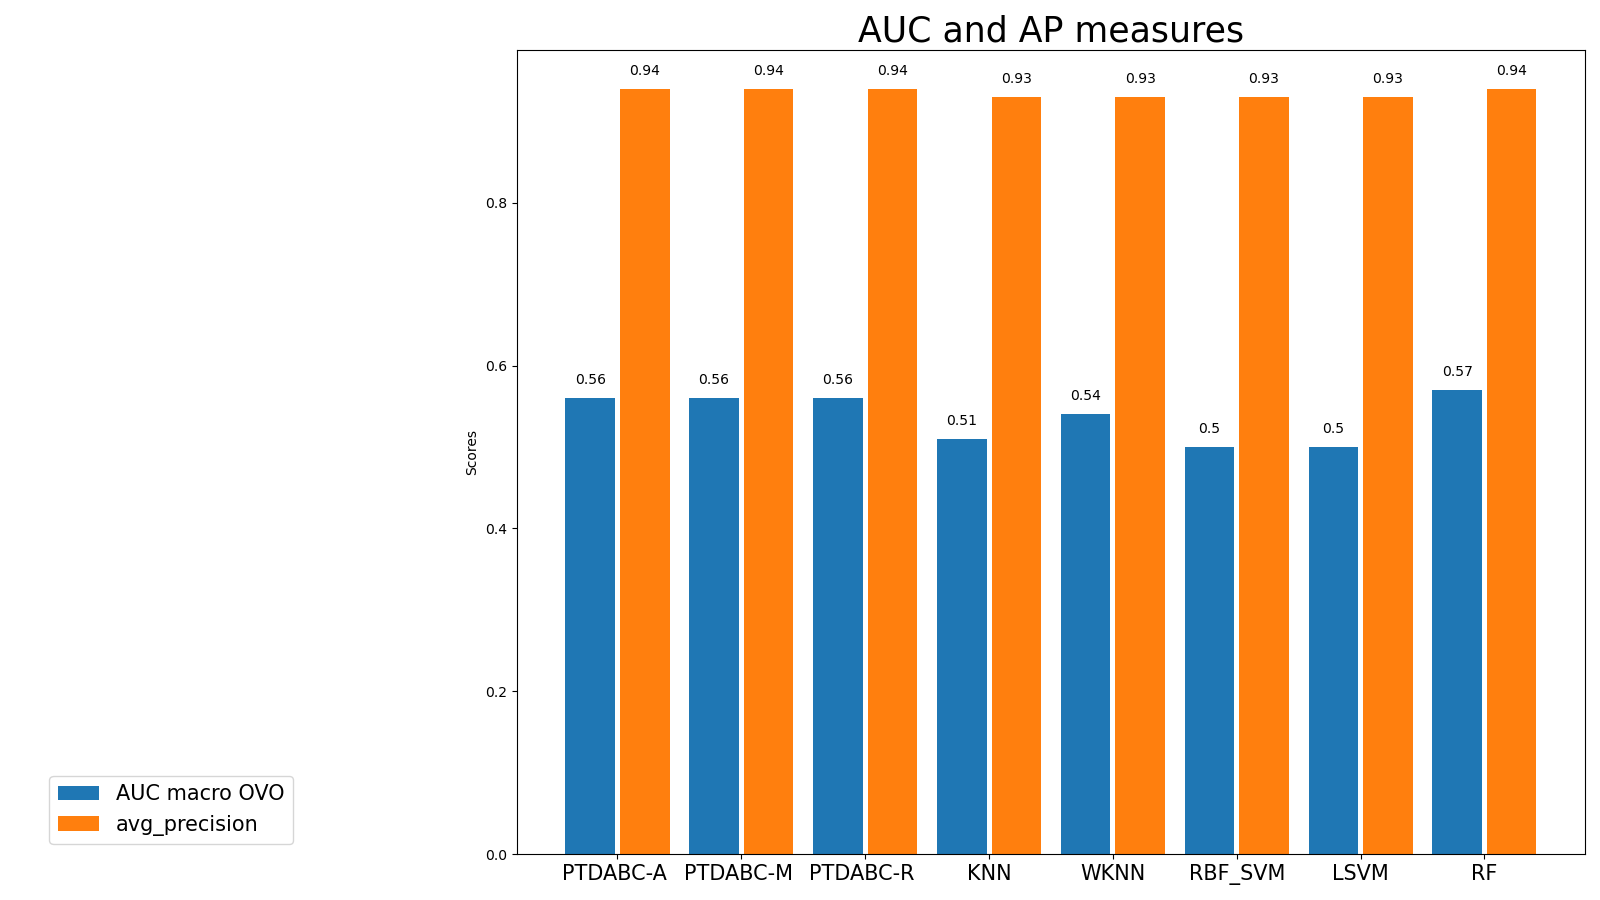 AUC and AP measures
0.94 0.94 0.94 0.93 0.93 0.93 0.93 0.94
0.8
0.6
0.56 0.56 0.56 0.51 0.54 0.5 0.5 0.57
Scores
0.4
0.2
0.0
AUC macro OVO
avg_precision
PTDABC-A PTDABC-M PTDABC-R KNN WKNN RBF_SVM LSVM RF